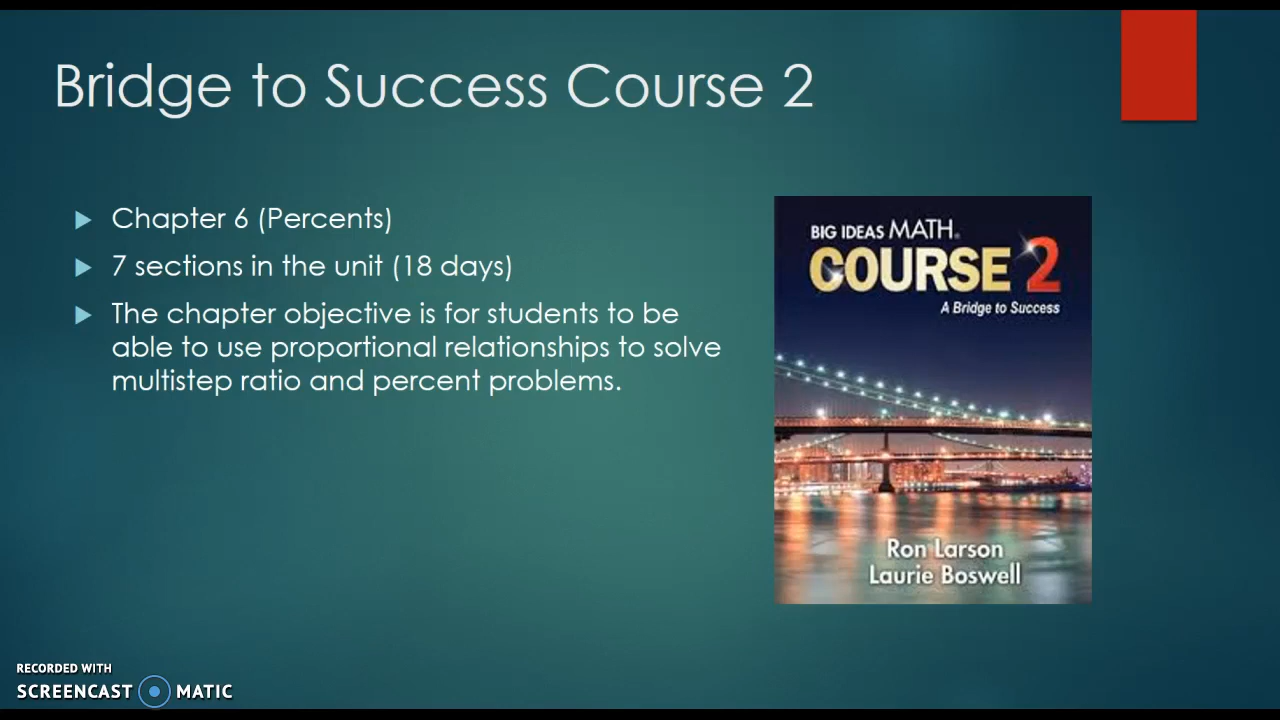 Bridge to Success Course 2
Chapter 6 (Percents)
7 sections in the unit (18 days)
The chapter objective is for students to be
able to use proportional relationships to solve
multistep ratio and percent problems.
BIG IDEAS MATH®
COURSE 2
A Bridge to Success
Ron Larson
Laurie Boswell
RECORDED WITH
SCREENCAST MATIC